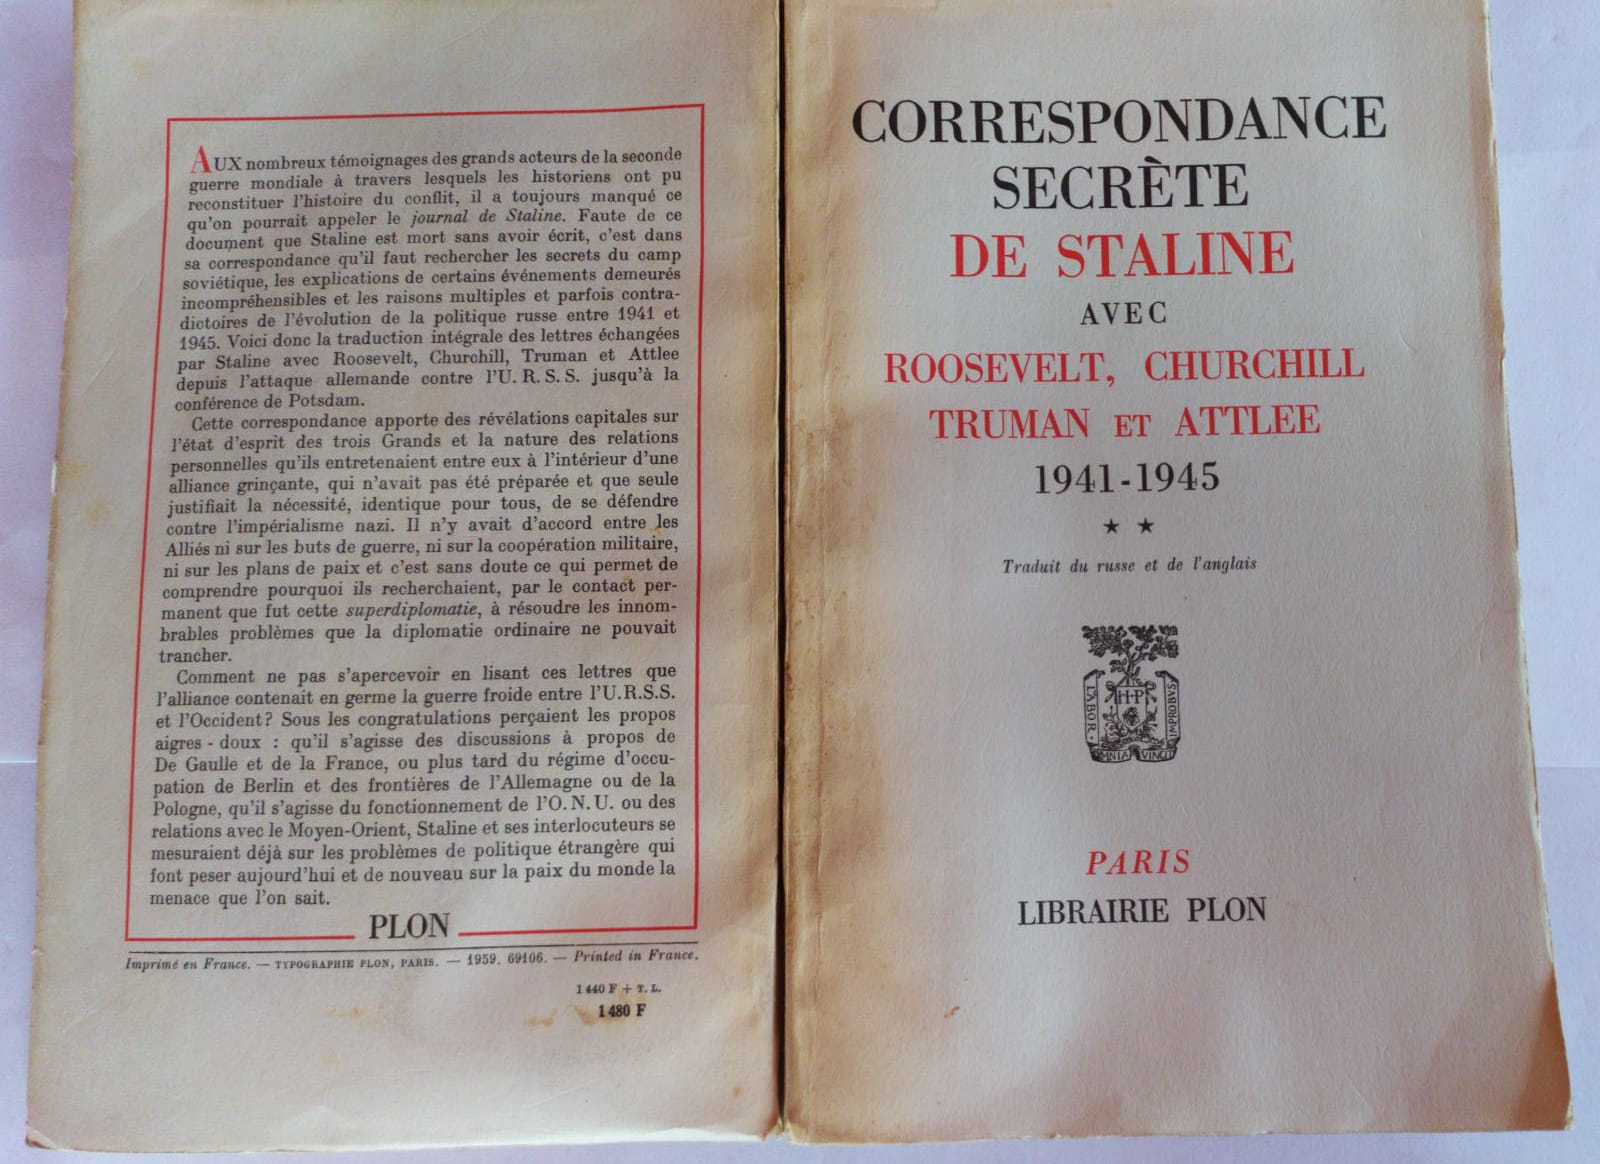 AUX nombreux témoignages des grands acteurs de la seconde
guerre mondiale à travers lesquels les historiens ont pu
reconstituer l'histoire du conflit, il a toujours manqué ce
qu'on pourrait appeler le journal de Staline. Faute de ce
document que Staline est mort sans avoir écrit, c'est dans
sa correspondance qu'il faut rechercher les secrets du camp
soviétique, les explications de certains événements demeurés
incompréhensibles et les raisons multiples et parfois contra-
dictoires de l'évolution de la politique russe entre 1941 et
1945. Voici donc la traduction intégrale des lettres échangées
par Staline avec Roosevelt, Churchill, Truman et Attlee
depuis l'attaque allemande contre l'U. R. S. S. jusqu'à la
conférence de Potsdam.
Cette correspondance apporte des révélations capitales sur
l'état d'esprit des trois Grands et la nature des relations
personnelles qu'ils entretenaient entre eux à l'intérieur d'une
alliance grinçante, qui n'avait pas été préparée et que seule
justifiait la nécessité, identique pour tous, de se défendre
contre l'impérialisme nazi. Il n'y avait d'accord entre les
Alliés ni sur les buts de guerre, ni sur la coopération militaire,
ni sur les plans de paix et c'est sans doute ce qui permet de
comprendre pourquoi ils recherchaient, par le contact per-
manent que fut cette superdiplomatie, à résoudre les innom-
brables problèmes que la diplomatie ordinaire ne pouvait
trancher.
Comment ne pas s'apercevoir en lisant ces lettres que
l'alliance contenait en germe la guerre froide entre l'U.R.S.S.
et l'Occident? Sous les congratulations perçaient les propos
aigres - doux : qu'il s'agisse des discussions à propos de
De Gaulle et de la France, ou plus tard du régime d'occu-
pation de Berlin et des frontières de l'Allemagne ou de la
Pologne, qu'il s'agisse du fonctionnement de l'O. N. U. ou des
relations avec le Moyen-Orient, Staline et ses interlocuteurs se
mesuraient déjà sur les problèmes de politique étrangère qui
font peser aujourd'hui et de nouveau sur la paix du monde la
menace que l'on sait.
PLON
Imprimé en France. — TYPOGRAPHIE PLON, PARIS. — 1959. 69106. — Printed in France.
1 440 F + T. L.
1 480 F
CORRESPONDANCE
SECRÈTE
DE STALINE
AVEC
ROOSEVELT, CHURCHILL
TRUMAN ET ATTLEE
1941-1945
★ ★
Traduit du russe et de l'anglais
H·P
LABOR
IMPROBVS
OMNIA VINCIT
PARIS
LIBRAIRIE PLON